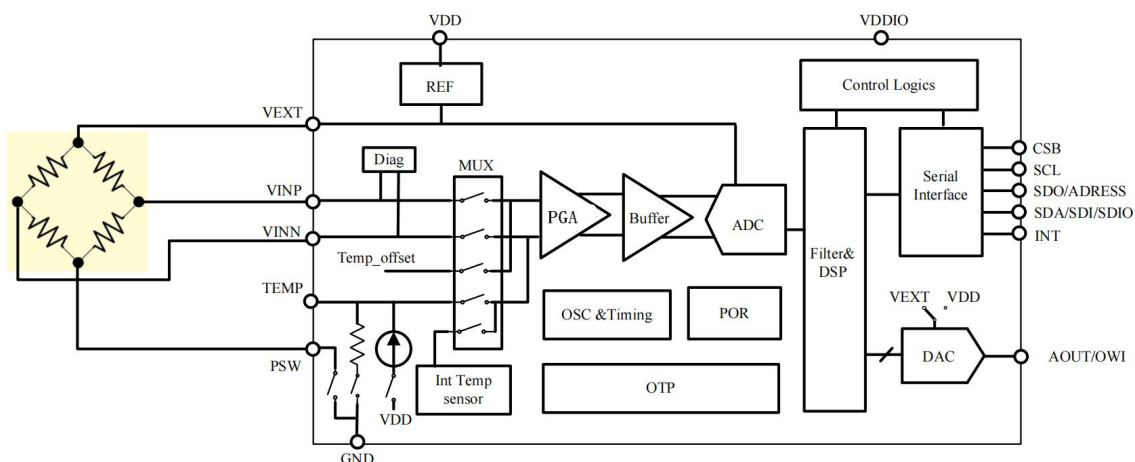 VDD
VDDIO
REF
Control Logics
VEXT
Diag
MUX
CSB
SCL
SDO/ADRESS
SDA/SDI/SDIO
INT
Serial
Interface
VINP
PGA
Buffer
ADC
VINN
Temp_offset
Filter&
DSP
TEMP
OSC &Timing
POR
VEXT
VDD
PSW
Int Temp
sensor
OTP
DAC
AOUT/OWI
VDD
GND